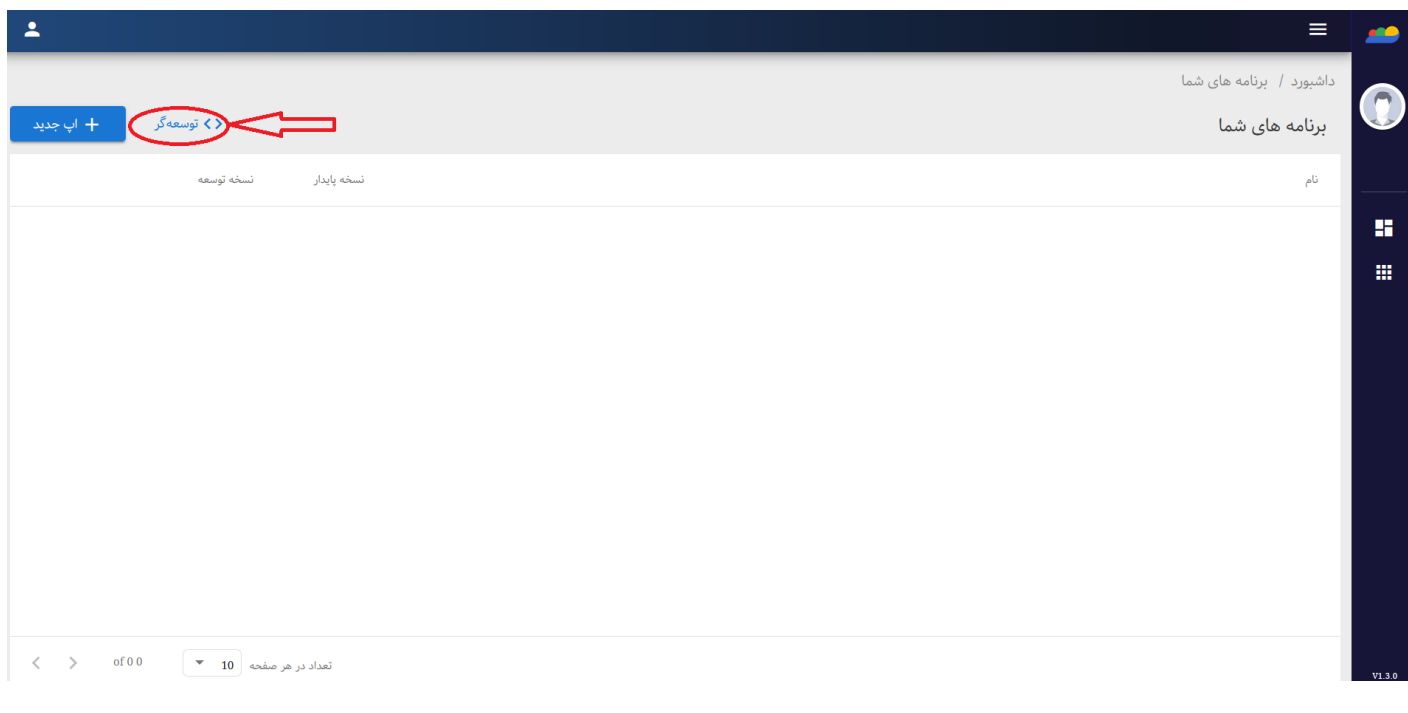 داشبورد / برنامه های شما
برنامه های شما
توسعه‌گر
اپ جدید
نام
نسخه پایدار
نسخه توسعه
تعداد در هر صفحه
10
of 0 0
V1.3.0